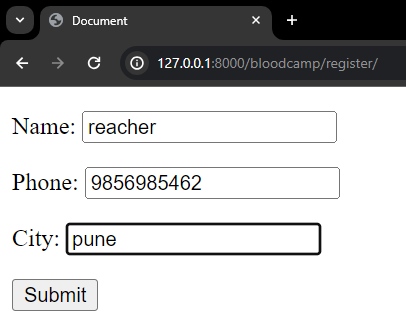 Document
127.0.0.1:8000/bloodcamp/register/
Name: reacher
Phone: 9856985462
City: pune
Submit